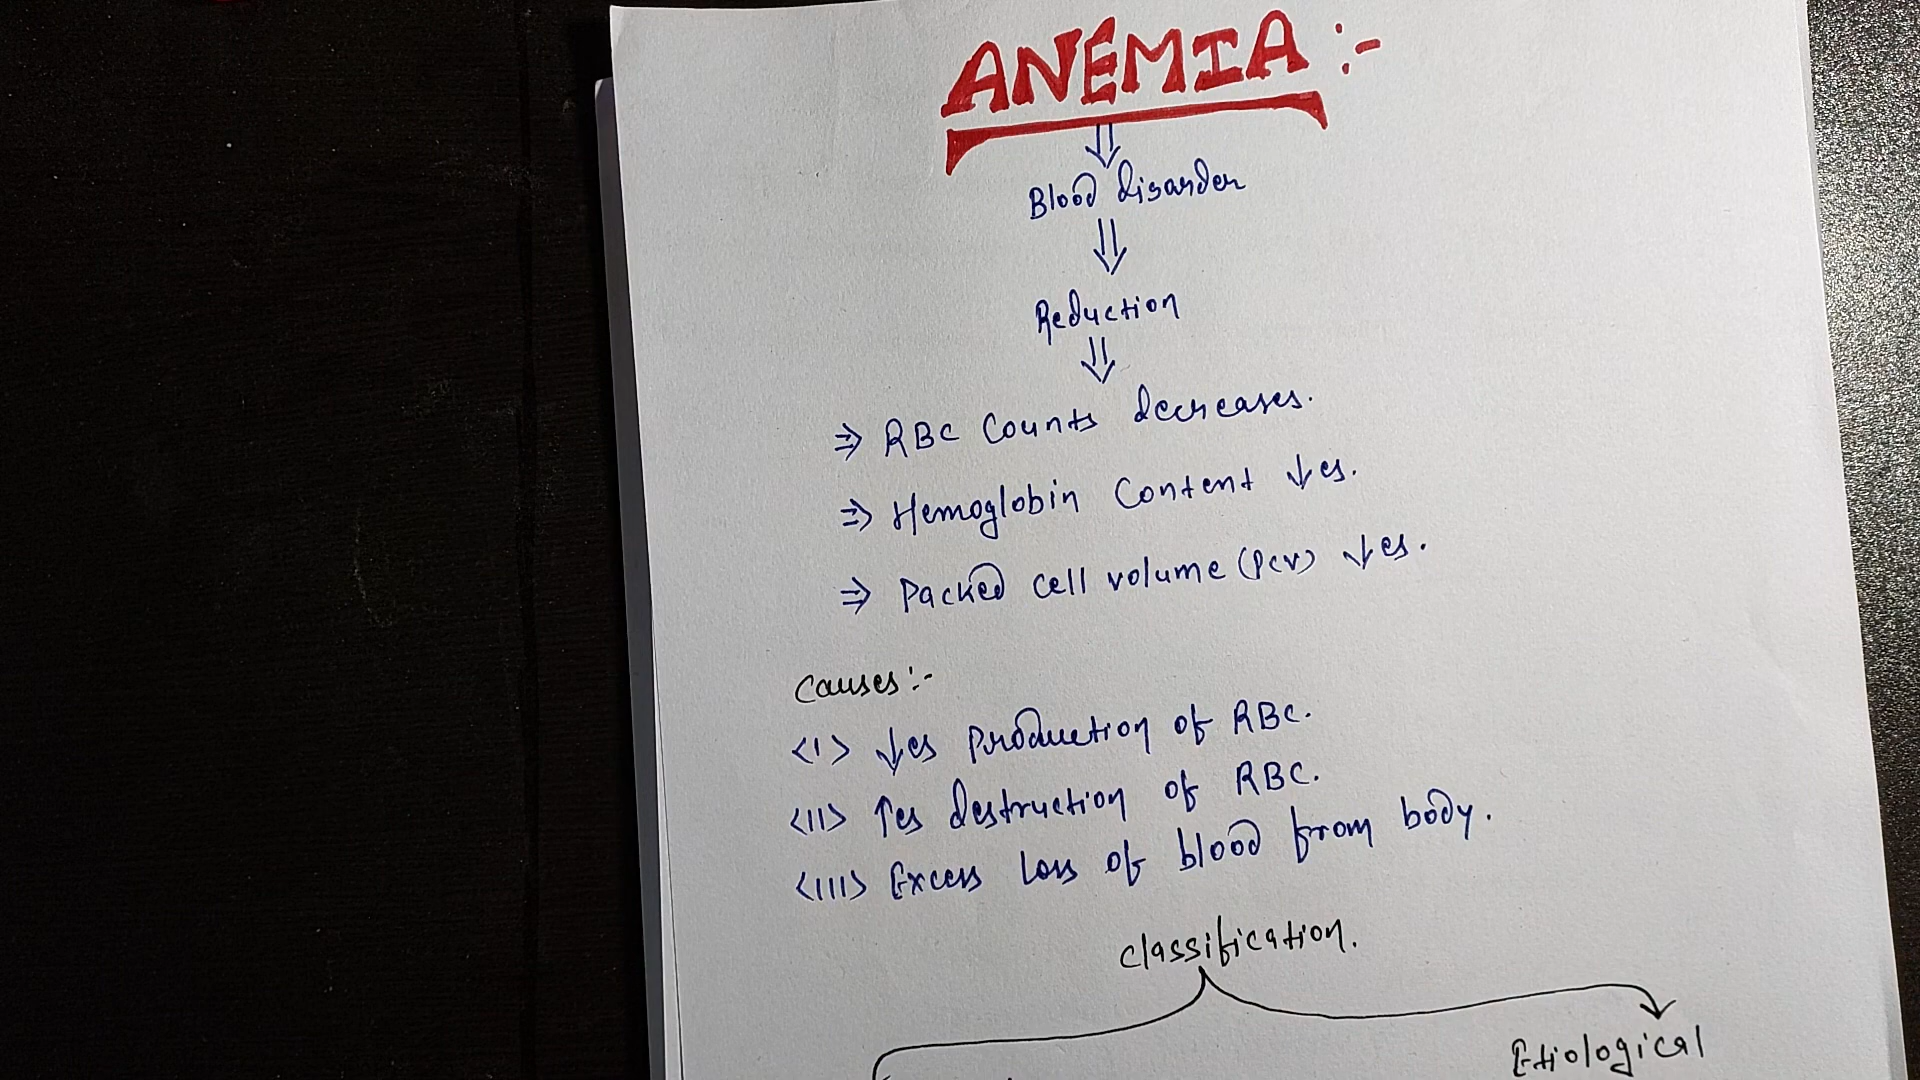 ANEMIA :-
Blood disorder
Reduction
⇒ RBC Counts decreases.
⇒ Hemoglobin Content ↓es.
⇒ Packed cell volume (PCV) ↓es.
Causes :-
<I> ↓es Production of RBC.
<II> ↑es destruction of RBC.
<III> Excess loss of blood from body.
Classification.
Etiological